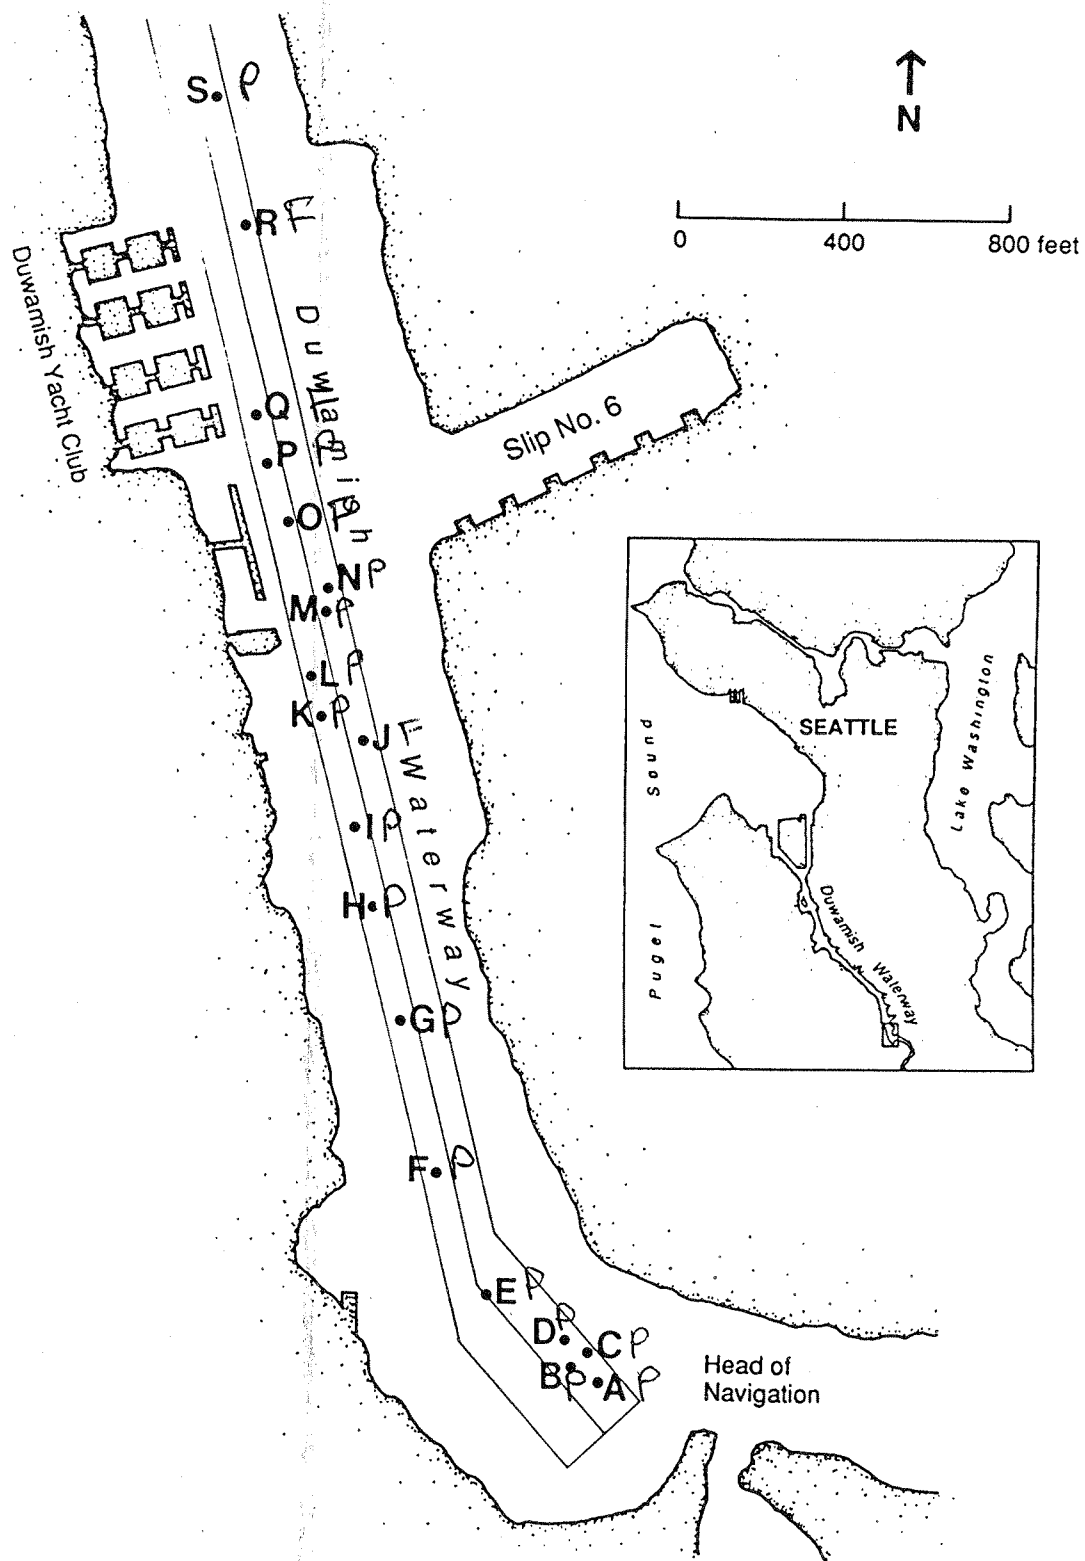 S P
N
R F
0 400 800 feet
Duwamish Yacht Club
Duwamish
Q
P
Slip No. 6
O P
N P
M P
L P
K P
J F
Waterway
I P
H P
G P
F P
E P
D P
C P
B P
A P
Head of
Navigation
SEATTLE
Puget Sound
Lake Washington
Duwamish Waterway